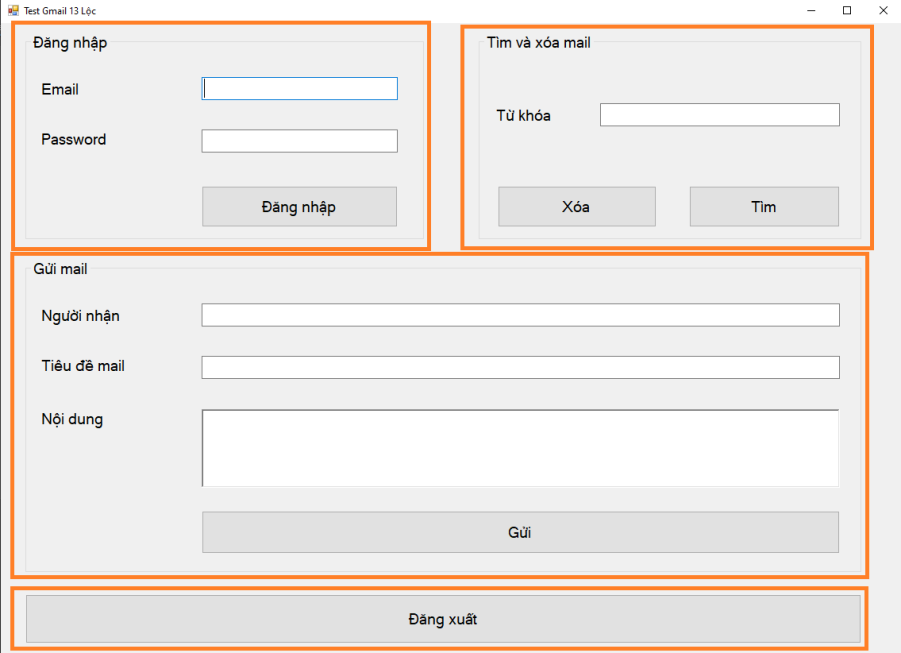 Test Gmail 13 Lộc
Đăng nhập
Email
Password
Đăng nhập
Tìm và xóa mail
Từ khóa
Xóa
Tìm
Gửi mail
Người nhận
Tiêu đề mail
Nội dung
Gửi
Đăng xuất